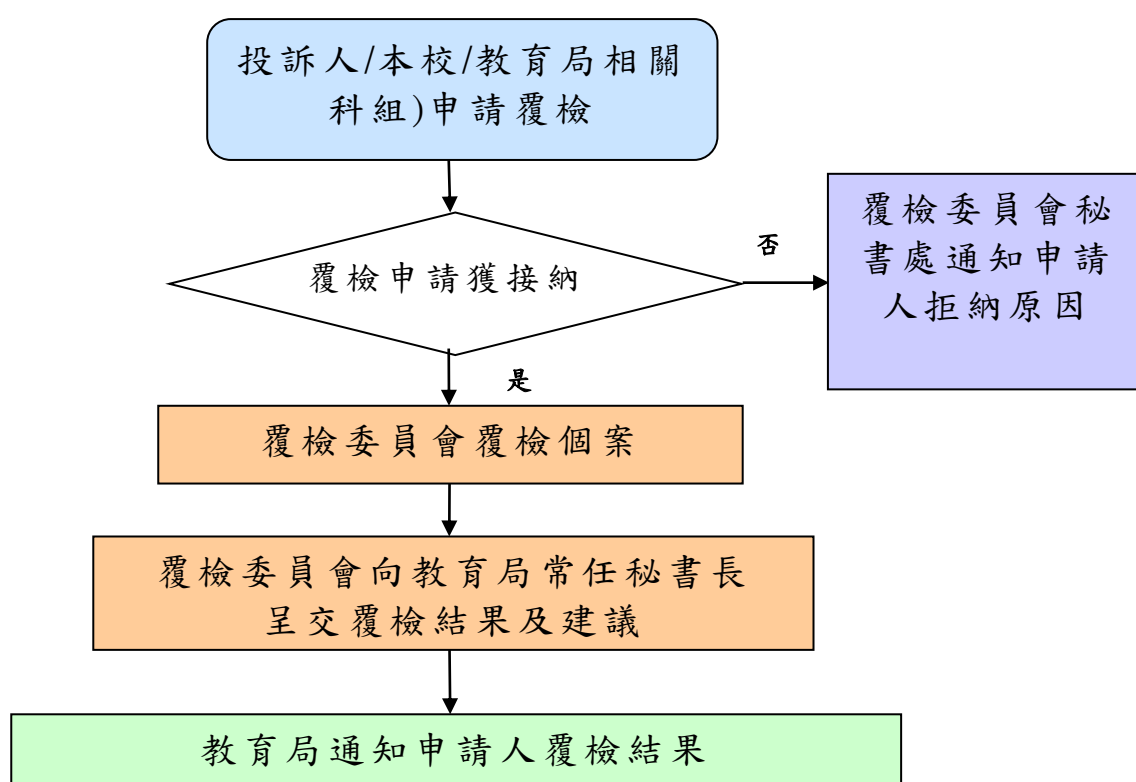 投訴人/本校/教育局相關
科組)申請覆檢
覆檢申請獲接納
否
覆檢委員會秘
書處通知申請
人拒納原因
是
覆檢委員會覆檢個案
覆檢委員會向教育局常任秘書長
呈交覆檢結果及建議
教育局通知申請人覆檢結果